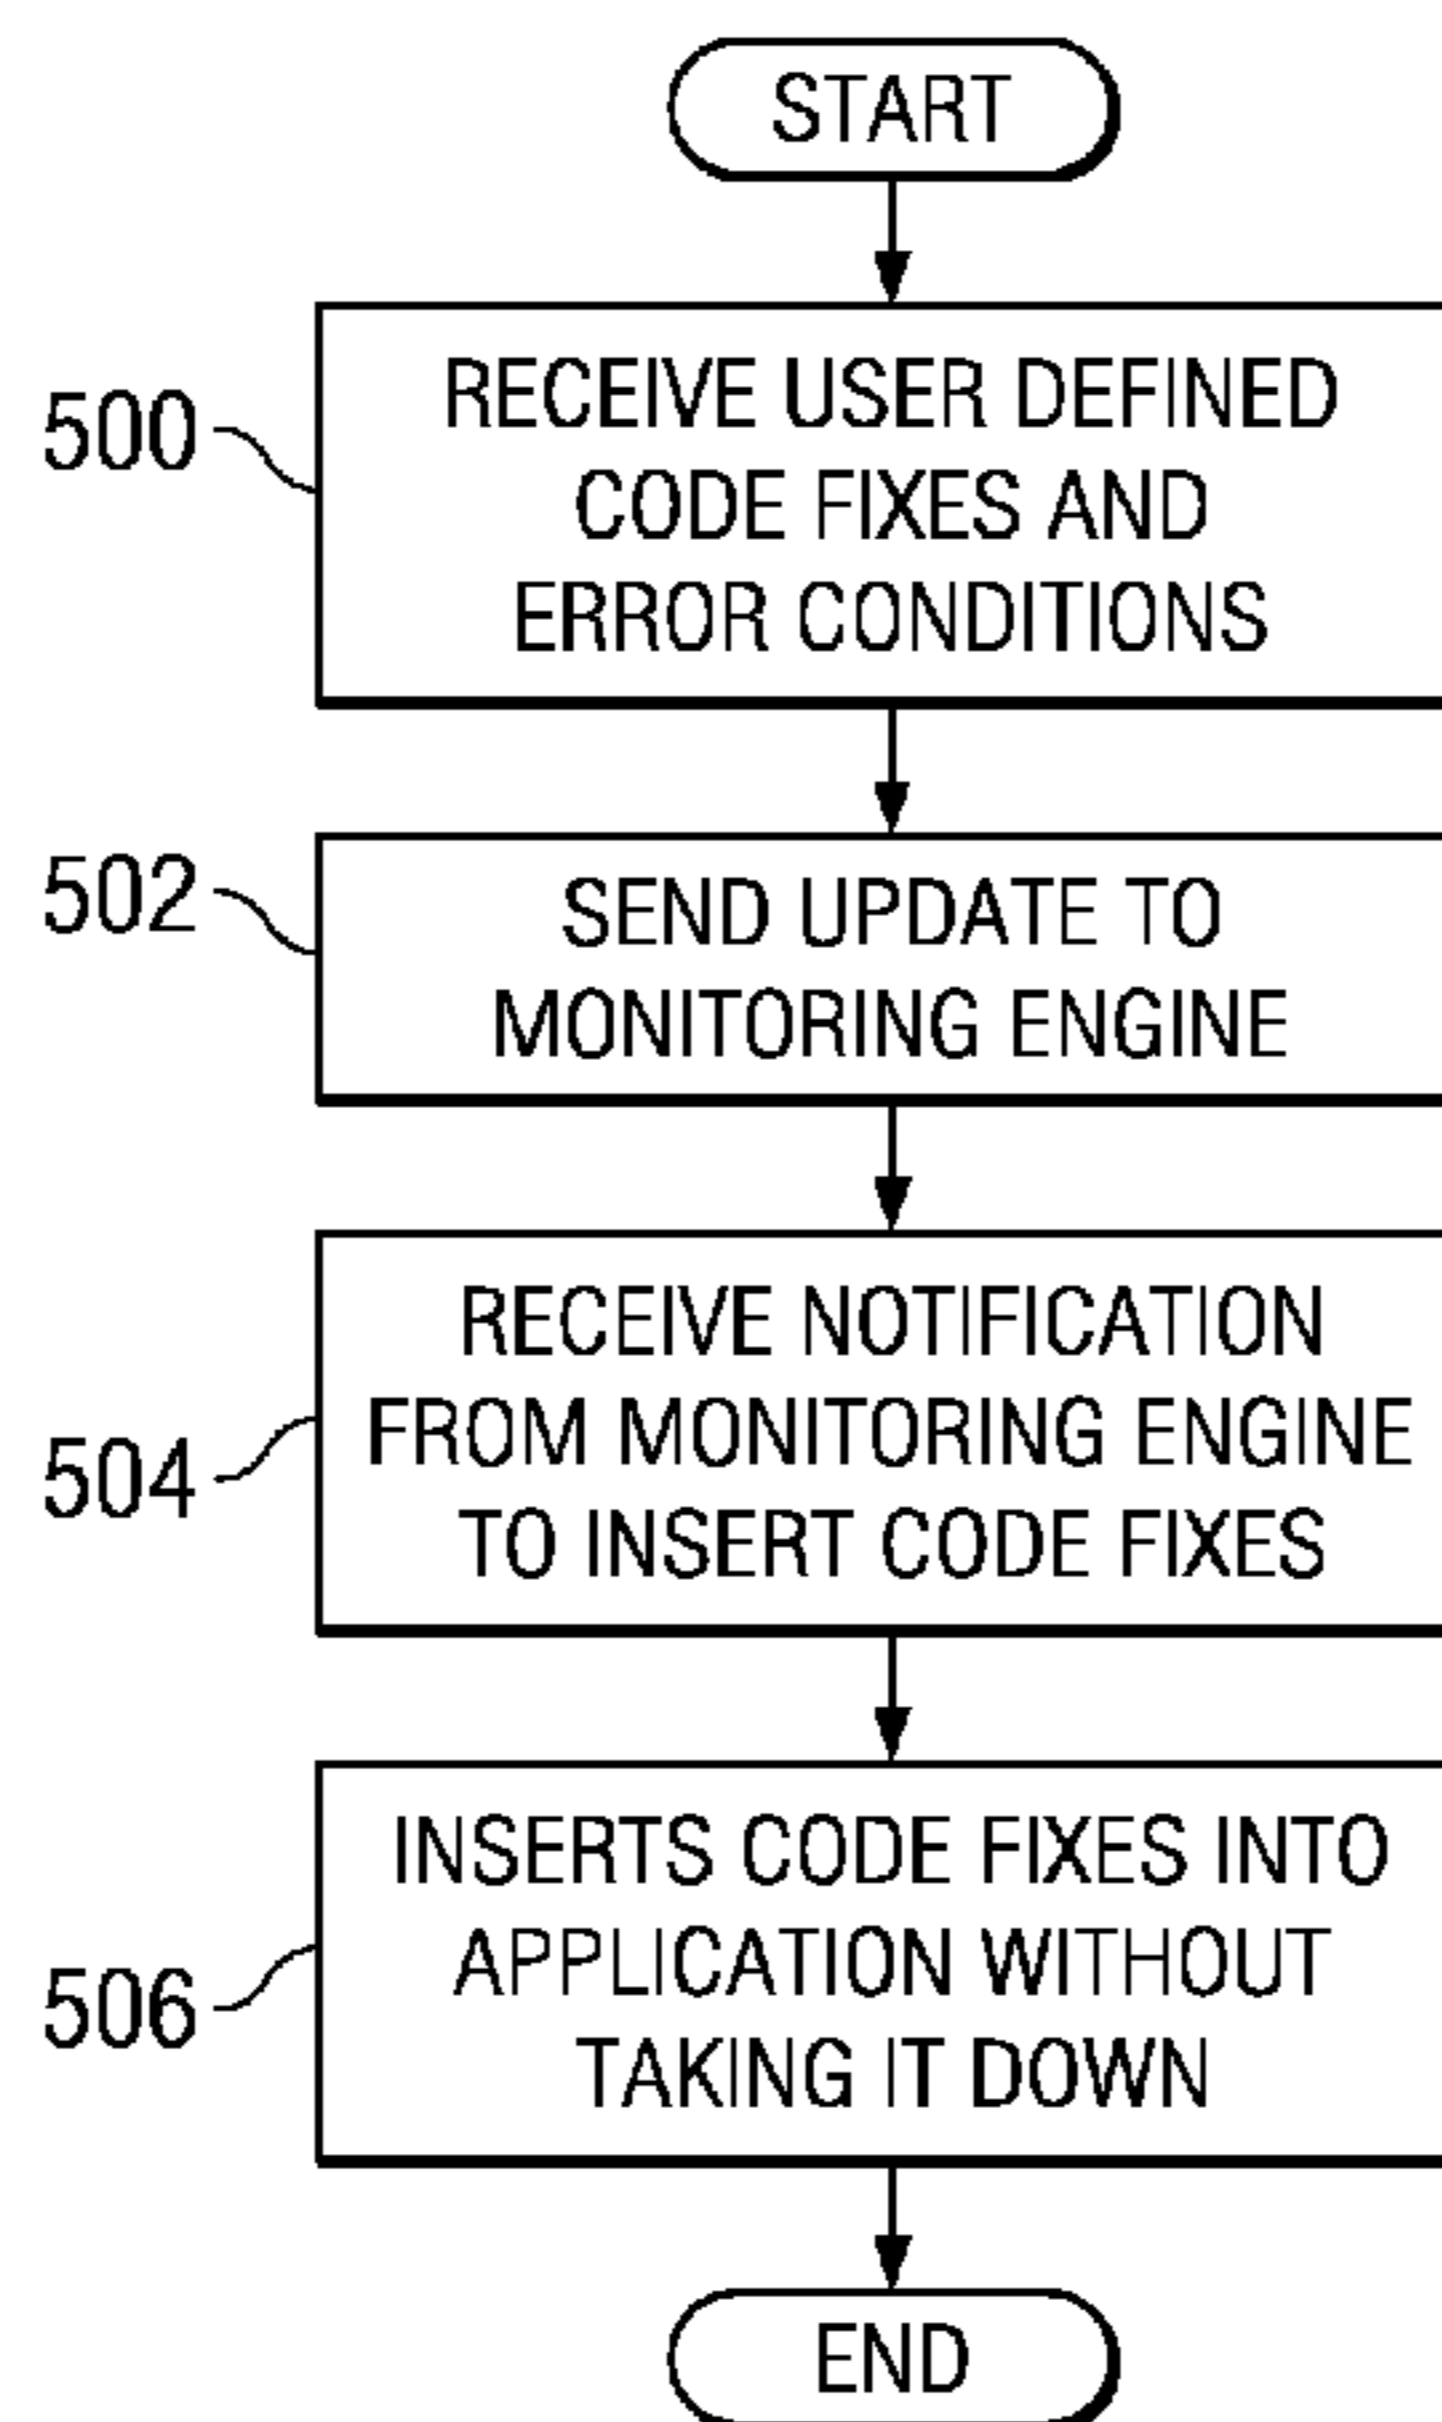 START
500
RECEIVE USER DEFINED
CODE FIXES AND
ERROR CONDITIONS
502
SEND UPDATE TO
MONITORING ENGINE
504
RECEIVE NOTIFICATION
FROM MONITORING ENGINE
TO INSERT CODE FIXES
506
INSERTS CODE FIXES INTO
APPLICATION WITHOUT
TAKING IT DOWN
END